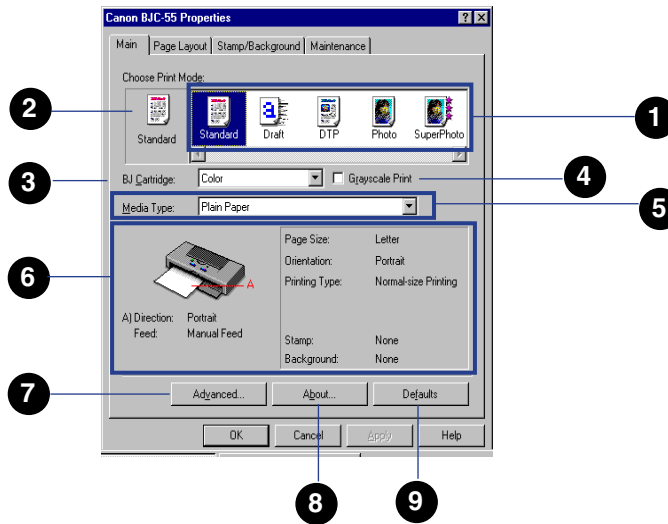 Canon BJC-55 Properties
Main Page Layout Stamp/Background Maintenance
Choose Print Mode:
Standard
Standard Draft DTP Photo SuperPhoto
BJ Cartridge: Color Grayscale Print
Media Type: Plain Paper
A
A) Direction: Portrait
Feed: Manual Feed
Page Size: Letter
Orientation: Portrait
Printing Type: Normal-size Printing
Stamp: None
Background: None
Advanced... About... Defaults
OK Cancel Apply Help
1
2
3
4
5
6
7
8
9